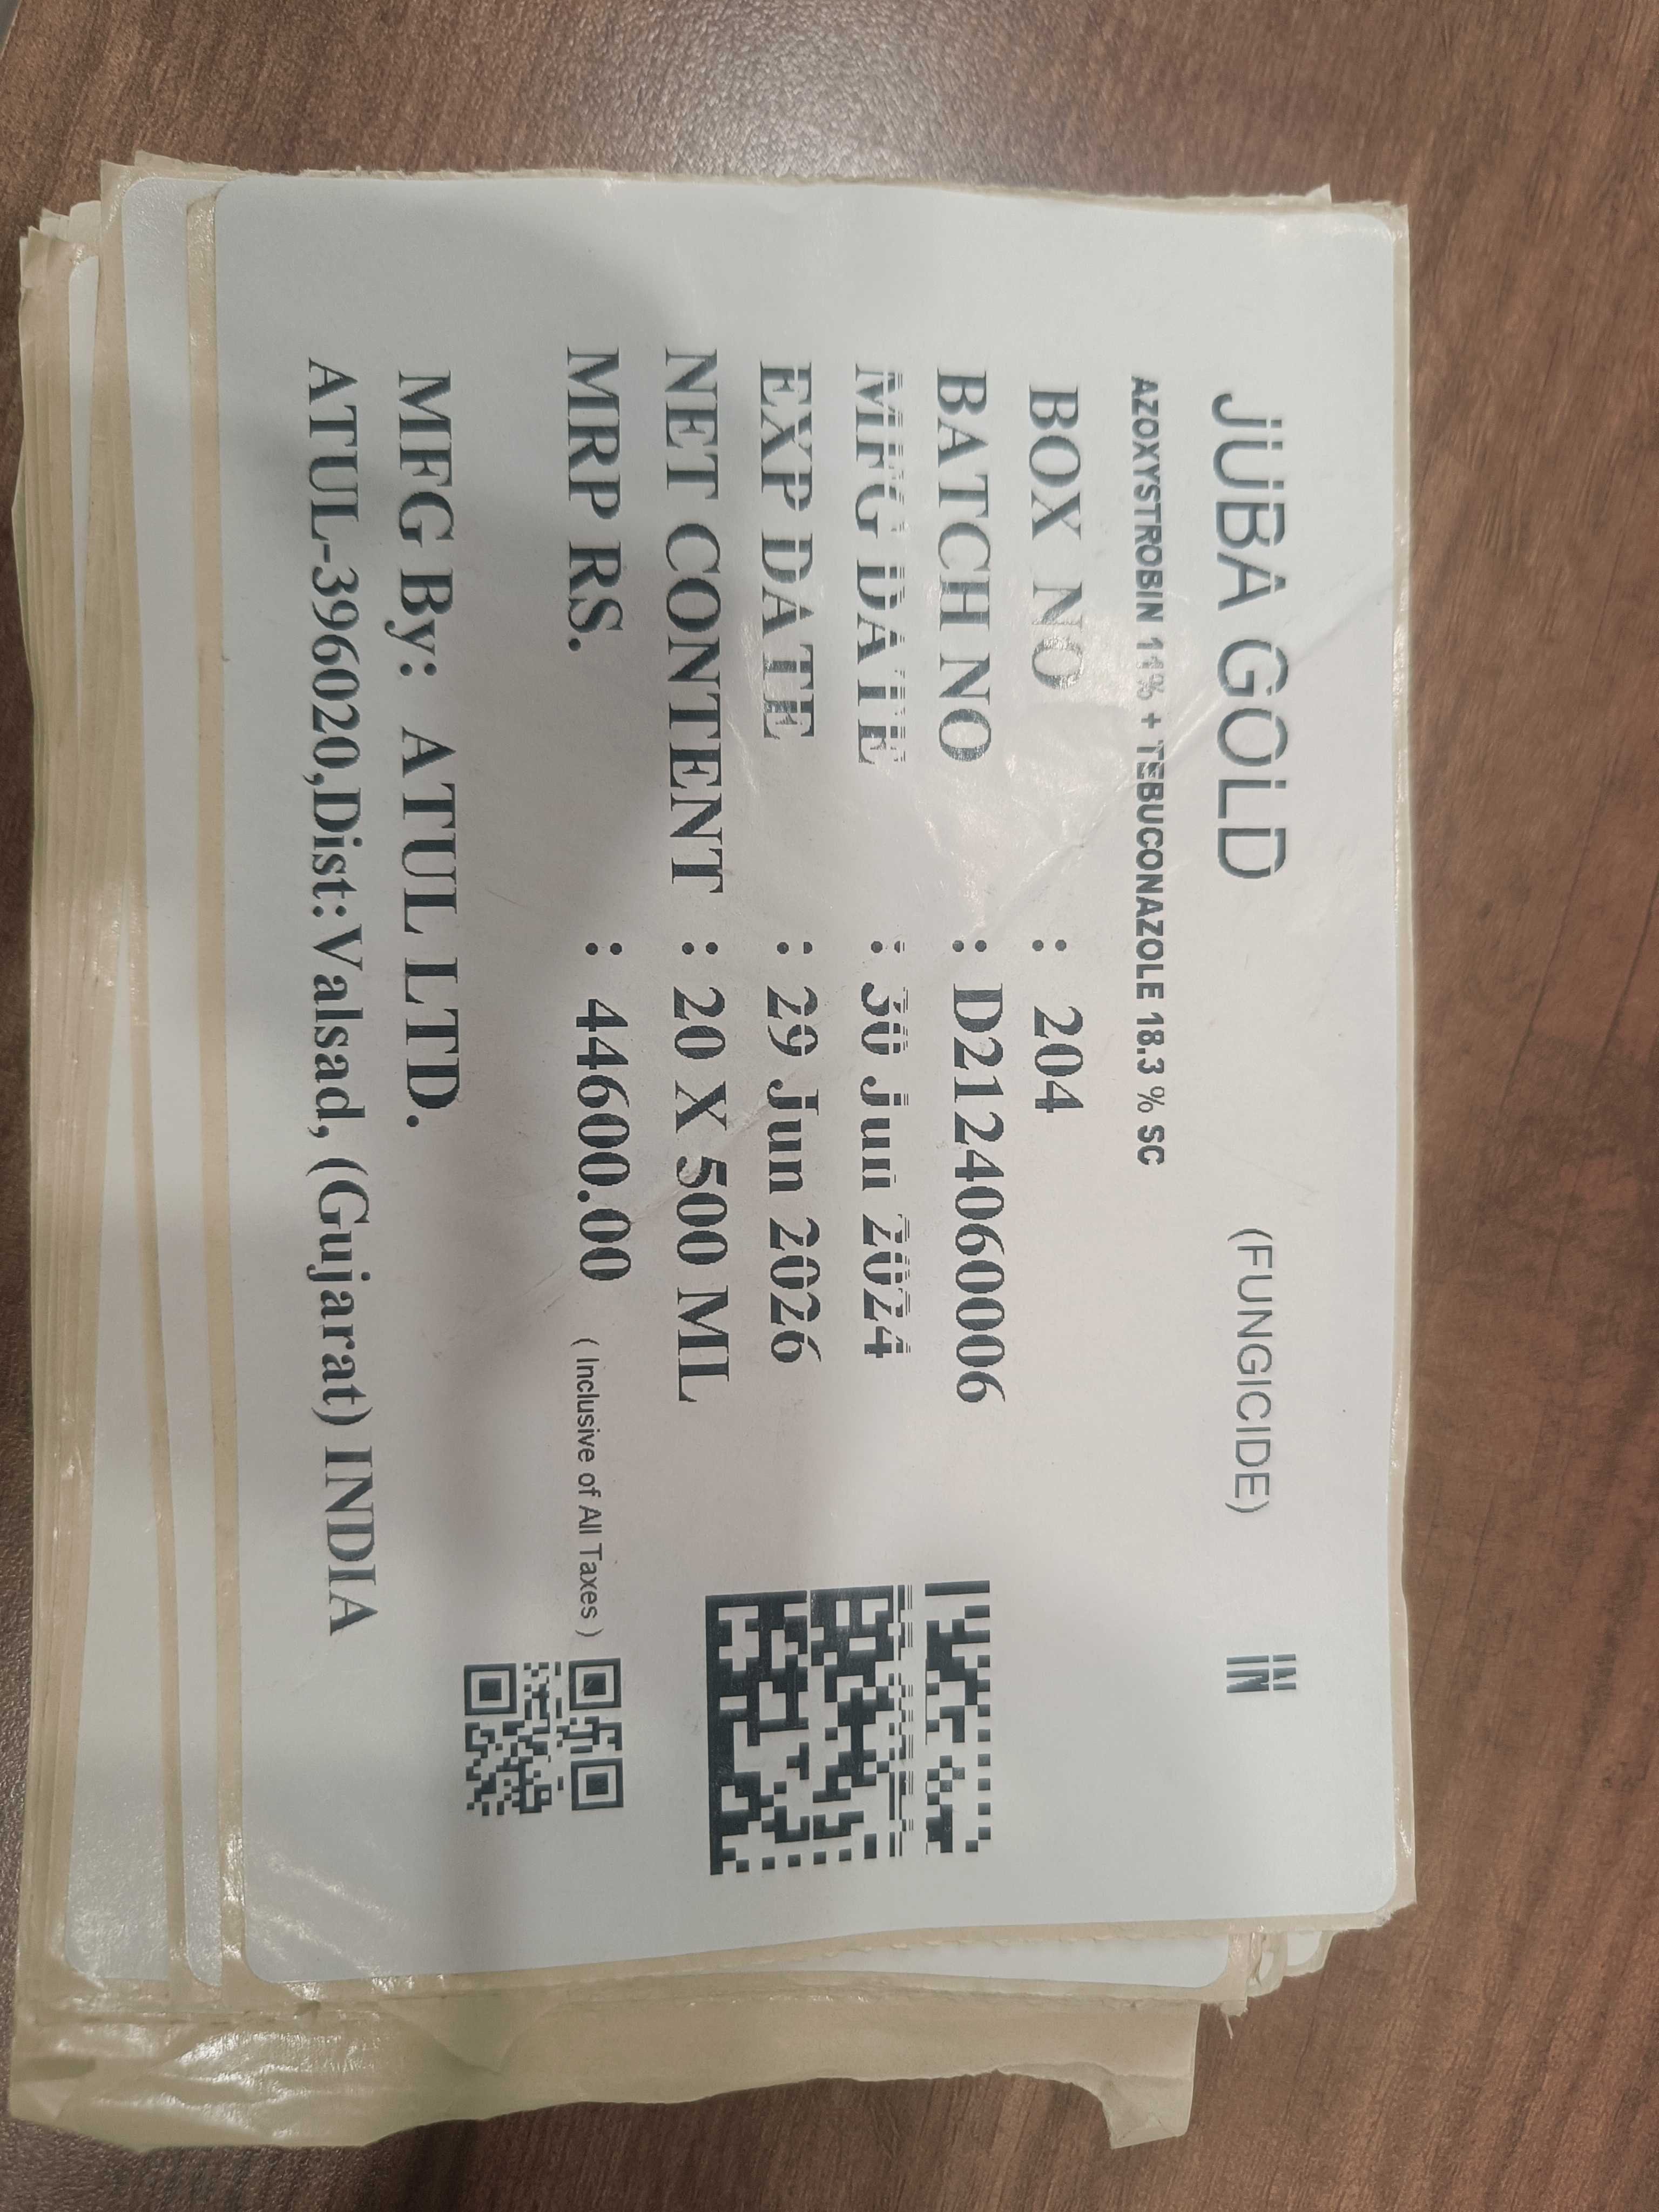 JUBA GOLD (FUNGICIDE) IN
AZOXYSTROBIN 11% + TEBUCONAZOLE 18.3 % SC
BOX NO : 204
BATCH NO : D212406006
MFG DATE : 30 Jun 2024
EXP DATE : 29 Jun 2026
NET CONTENT : 20 X 500 ML
MRP RS. : 44600.00 ( Inclusive of All Taxes )
MFG By: ATUL LTD.
ATUL-396020,Dist:Valsad, (Gujarat) INDIA